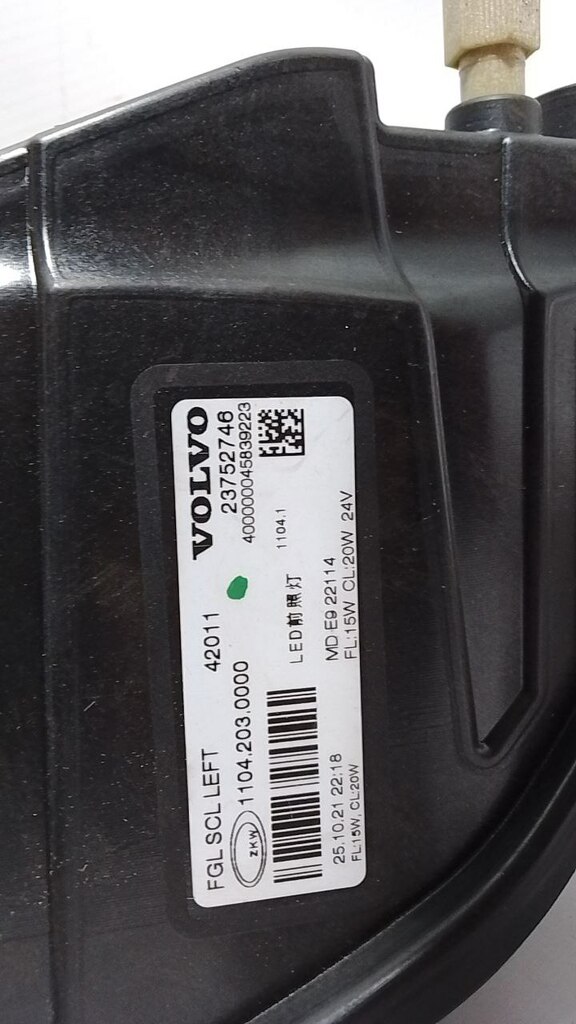 FGL SCL LEFT 42011 VOLVO
ZKW 1104.203.0000 23752746
400000045839223
LED前照灯 1104.1
25.10.21 22:18 MD E9 22114
FL:15W, CL:20W FL:15W CL:20W 24V